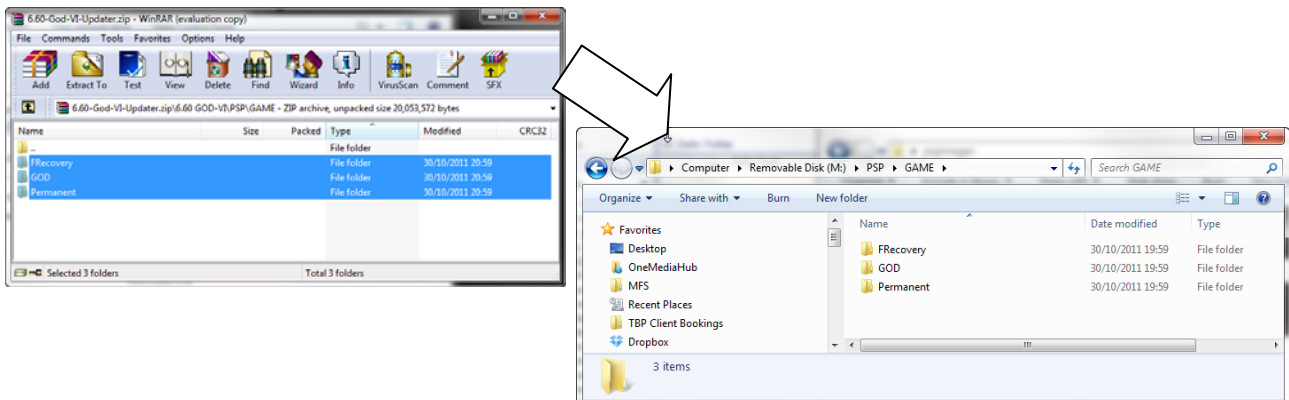 6.60-God-VI-Updater.zip - WinRAR (evaluation copy)
File Commands Tools Favorites Options Help
Add Extract To Test View Delete Find Wizard Info VirusScan Comment SFX
6.60-God-VI-Updater.zip\6.60 GOD-VI\PSP\GAME - ZIP archive, unpacked size 20,053,572 bytes
Name Size Packed Type Modified CRC32
.. File folder
FRecovery File folder 30/10/2011 20:59
GOD File folder 30/10/2011 20:59
Permanent File folder 30/10/2011 20:59
Selected 3 folders Total 3 folders
Computer Removable Disk (M:) PSP GAME Search GAME
Organize Share with Burn New folder
Favorites
Desktop
OneMediaHub
MFS
Recent Places
TBP Client Bookings
Dropbox
Name Date modified Type
FRecovery 30/10/2011 19:59 File folder
GOD 30/10/2011 19:59 File folder
Permanent 30/10/2011 19:59 File folder
3 items